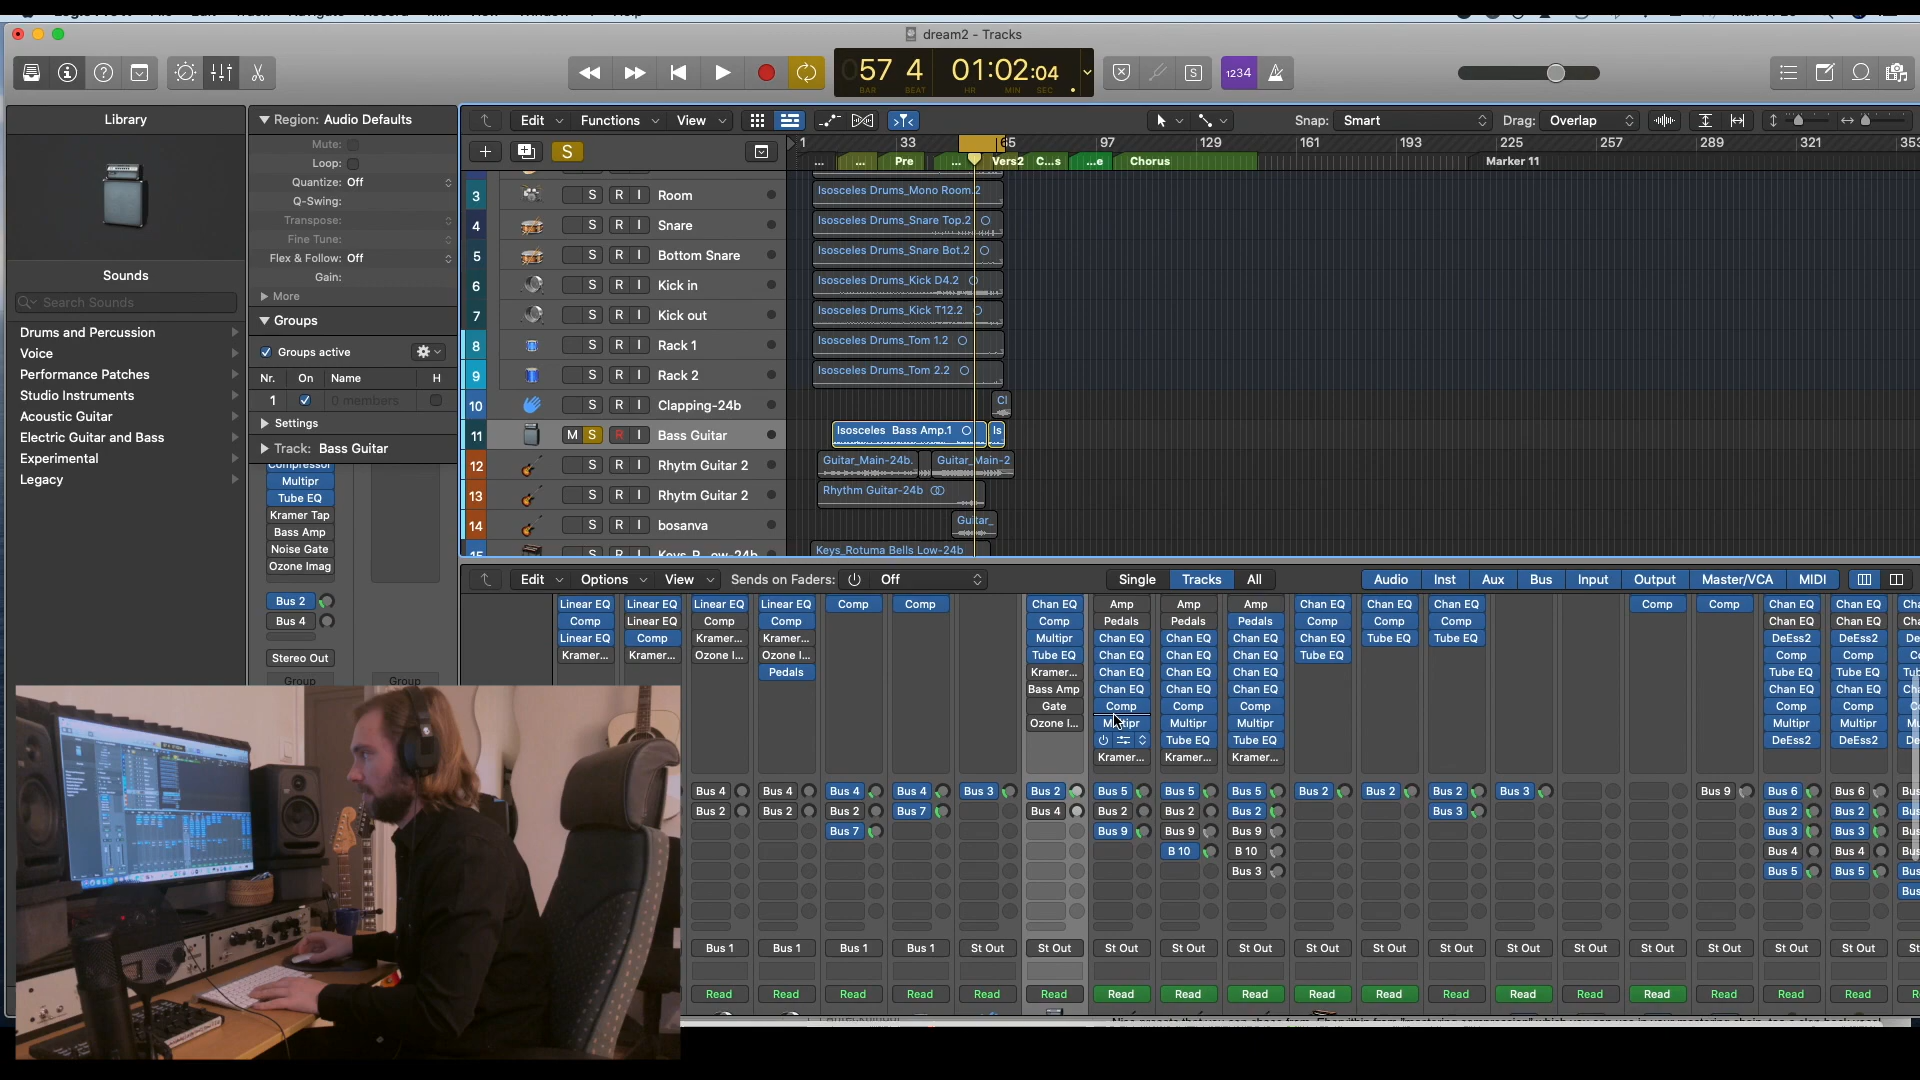 dream2 - Tracks
57 4 01:02:04
BAR BEAT HR MIN SEC
S 1234
Library
Region: Audio Defaults
Mute:
Loop:
Quantize: Off
Q-Swing:
Transpose:
Fine Tune:
Flex & Follow: Off
Gain:
More
Groups
Groups active
Nr. On Name H
1 0 members
Settings
Track: Bass Guitar
Sounds
Search Sounds
Drums and Percussion
Voice
Performance Patches
Studio Instruments
Acoustic Guitar
Electric Guitar and Bass
Experimental
Legacy
Compressor
Multipr
Tube EQ
Kramer Tap
Bass Amp
Noise Gate
Ozone Imag
Bus 2
Bus 4
Stereo Out
Group Group
Edit Functions View Snap: Smart Drag: Overlap
S
1 33 65 97 129 161 193 225 257 289 321 353
... ... Pre ... Vers2 C...s ...e Chorus Marker 11
3 S R I Room Isosceles Drums_Mono Room.2
4 S R I Snare Isosceles Drums_Snare Top.2
5 S R I Bottom Snare Isosceles Drums_Snare Bot.2
6 S R I Kick in Isosceles Drums_Kick D4.2
7 S R I Kick out Isosceles Drums_Kick T12.2
8 S R I Rack 1 Isosceles Drums_Tom 1.2
9 S R I Rack 2 Isosceles Drums_Tom 2.2
10 S R I Clapping-24b Cl
11 M S R I Bass Guitar Isosceles Bass Amp.1 Is
12 S R I Rhytm Guitar 2 Guitar_Main-24b. Guitar_Main-2
13 S R I Rhytm Guitar 2 Rhythm Guitar-24b
14 S R I bosanva Guitar_
15 S R I Keys_R...ow-24b Keys_Rotuma Bells Low-24b
Edit Options View Sends on Faders: Off Single Tracks All Audio Inst Aux Bus Input Output Master/VCA MIDI
Linear EQ Linear EQ Linear EQ Linear EQ Comp Comp Chan EQ Amp Amp Amp Chan EQ Chan EQ Chan EQ Comp Comp Chan EQ Chan EQ Cha
Comp Linear EQ Comp Comp Comp Pedals Pedals Pedals Comp Comp Comp Chan EQ Chan EQ Cha
Linear EQ Comp Kramer... Kramer... Multipr Chan EQ Chan EQ Chan EQ Chan EQ Tube EQ Tube EQ DeEss2 DeEss2 De
Kramer... Kramer... Ozone I... Ozone I... Tube EQ Chan EQ Chan EQ Chan EQ Tube EQ Comp Comp Co
Pedals Kramer... Chan EQ Chan EQ Chan EQ Tube EQ Tube EQ Tu
Bass Amp Chan EQ Chan EQ Chan EQ Chan EQ Chan EQ Cha
Gate Comp Comp Comp Comp Comp Co
Ozone I... Multipr Multipr Multipr Multipr Multipr Mu
Tube EQ Tube EQ DeEss2 DeEss2 De
Kramer... Kramer... Kramer...
Bus 4 Bus 4 Bus 4 Bus 4 Bus 3 Bus 2 Bus 5 Bus 5 Bus 5 Bus 2 Bus 2 Bus 2 Bus 3 Bus 9 Bus 6 Bus 6 Bus
Bus 2 Bus 2 Bus 2 Bus 7 Bus 4 Bus 2 Bus 2 Bus 2 Bus 3 Bus 2 Bus 2 Bus
Bus 7 Bus 9 Bus 9 Bus 9 Bus 3 Bus 3 Bus
B 10 B 10 Bus 4 Bus 4 Bus
Bus 3 Bus 5 Bus 5 Bus
Bus
Bus 1 Bus 1 Bus 1 Bus 1 St Out St Out St Out St Out St Out St Out St Out St Out St Out St Out St Out St Out St Out St Out St
Read Read Read Read Read Read Read Read Read Read Read Read Read Read Read Read Read Read R